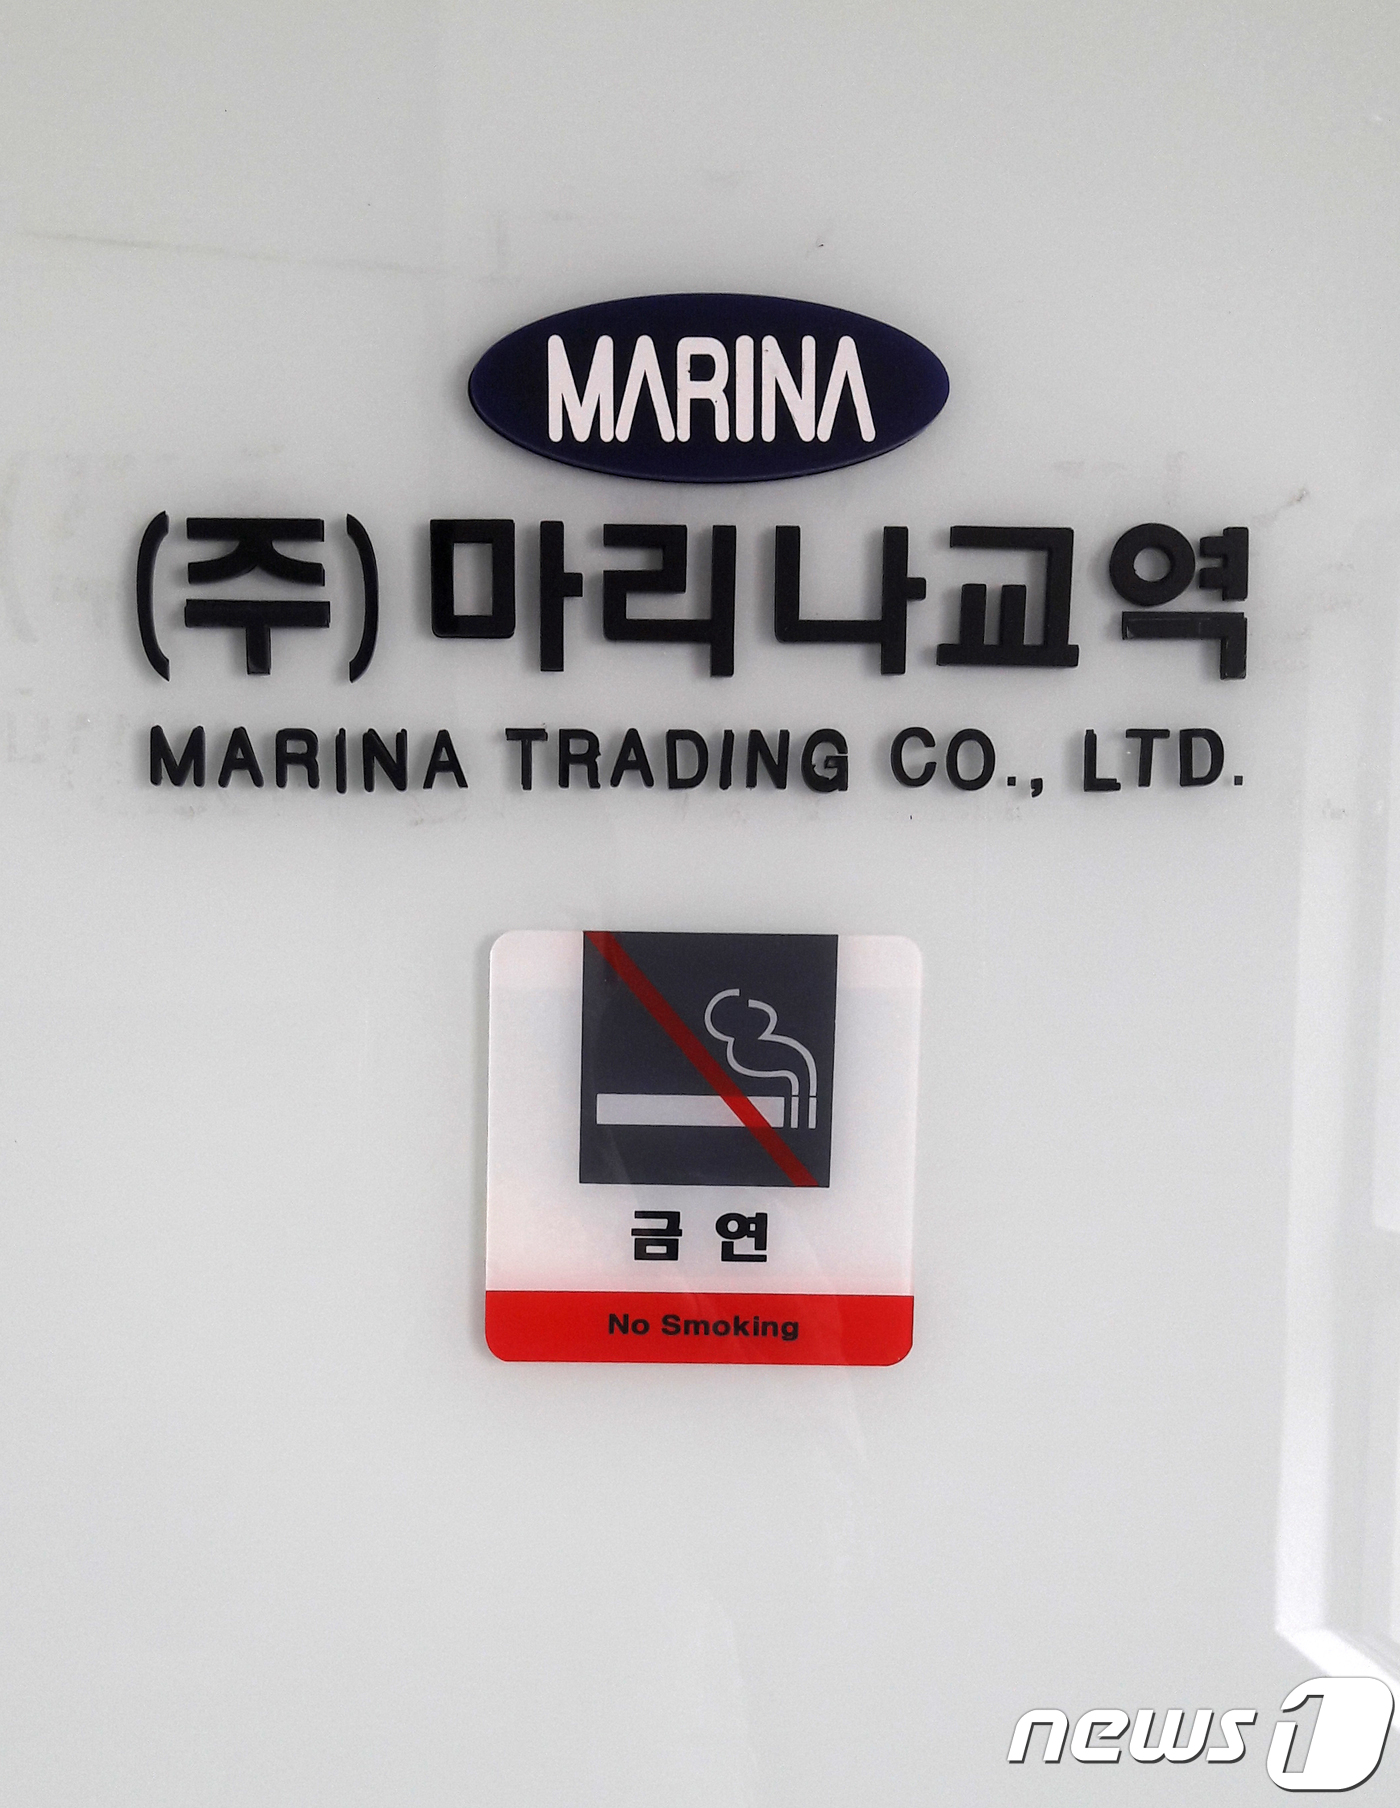 MARINA
(주)마리나교역
MARINA TRADING CO., LTD.
금 연
No Smoking
news1